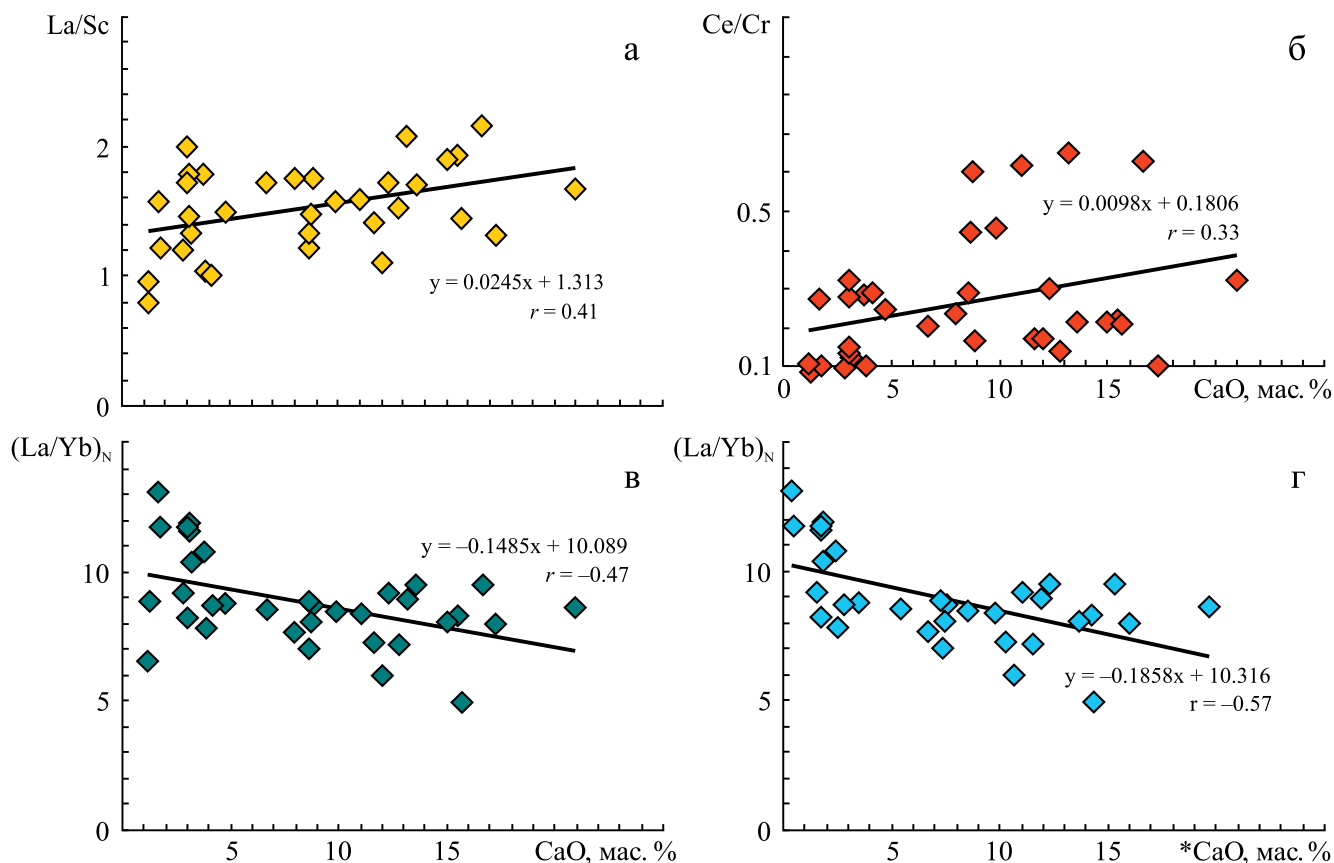 La/Sc
а
2
1
0
y = 0.0245x + 1.313
r = 0.41
Ce/Cr
б
0.5
0.1
y = 0.0098x + 0.1806
r = 0.33
0 5 10 15 CaO, мас. %
(La/Yb)N
в
10
5
0
y = –0.1485x + 10.089
r = –0.47
5 10 15 CaO, мас. %
(La/Yb)N
г
10
5
0
y = –0.1858x + 10.316
r = –0.57
5 10 15 *CaO, мас. %